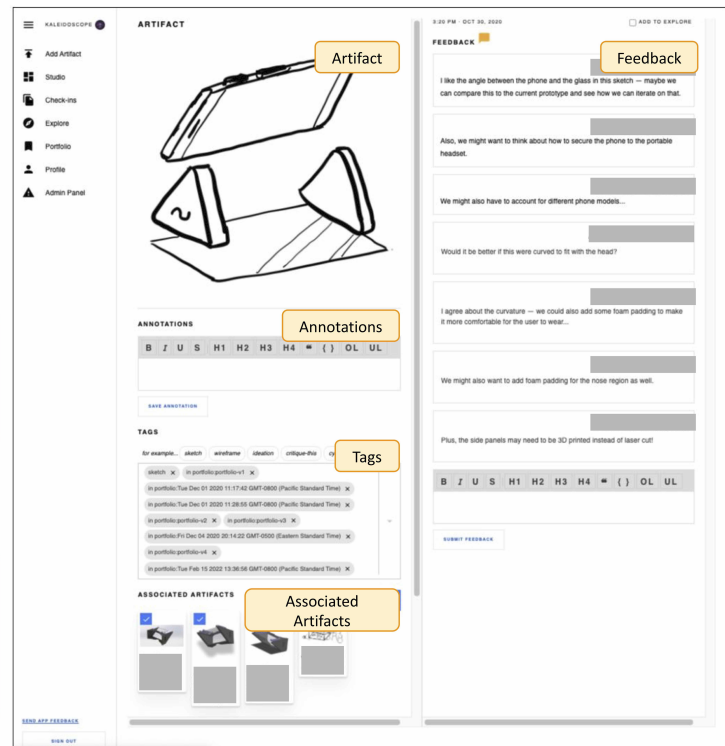 KALEIDOSCOPE
Add Artifact
Studio
Check-ins
Explore
Portfolio
Profile
Admin Panel
SEND APP FEEDBACK
SIGN OUT
ARTIFACT
Artifact
ANNOTATIONS
Annotations
B I U S H1 H2 H3 H4 ❝ { } OL UL
SAVE ANNOTATION
TAGS
Tags
for example... sketch wireframe ideation critique-this
sketch × in portfolio:portfolio-v1 ×
in portfolio:Tue Dec 01 2020 11:17:42 GMT-0800 (Pacific Standard Time) ×
in portfolio:Tue Dec 01 2020 11:28:55 GMT-0800 (Pacific Standard Time) ×
in portfolio:portfolio-v2 × in portfolio:portfolio-v3 ×
in portfolio:Fri Dec 04 2020 20:14:22 GMT-0500 (Eastern Standard Time) ×
in portfolio:portfolio-v4 ×
in portfolio:Tue Feb 15 2022 13:36:56 GMT-0800 (Pacific Standard Time) ×
ASSOCIATED ARTIFACTS
Associated
Artifacts
3:20 PM - OCT 30, 2020
ADD TO EXPLORE
FEEDBACK
Feedback
I like the angle between the phone and the glass in this sketch — maybe we
can compare this to the current prototype and see how we can iterate on that.
Also, we might want to think about how to secure the phone to the portable
headset.
We might also have to account for different phone models...
Would it be better if this were curved to fit with the head?
I agree about the curvature — we could also add some foam padding to make
it more comfortable for the user to wear...
We might also want to add foam padding for the nose region as well.
Plus, the side panels may need to be 3D printed instead of laser cut!
B I U S H1 H2 H3 H4 ❝ { } OL UL
SUBMIT FEEDBACK